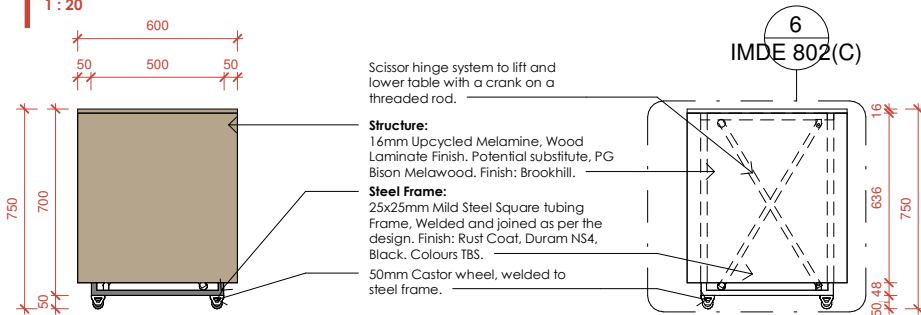 1 : 20
600
50 500 50
750
700
50
Scissor hinge system to lift and
lower table with a crank on a
threaded rod.
Structure:
16mm Upcycled Melamine, Wood
Laminate Finish. Potential substitute, PG
Bison Melawood. Finish: Brookhill.
Steel Frame:
25x25mm Mild Steel Square tubing
Frame, Welded and joined as per the
design. Finish: Rust Coat, Duram NS4,
Black. Colours TBS.
50mm Castor wheel, welded to
steel frame.
6
IMDE 802(C)
16
636
750
48
50